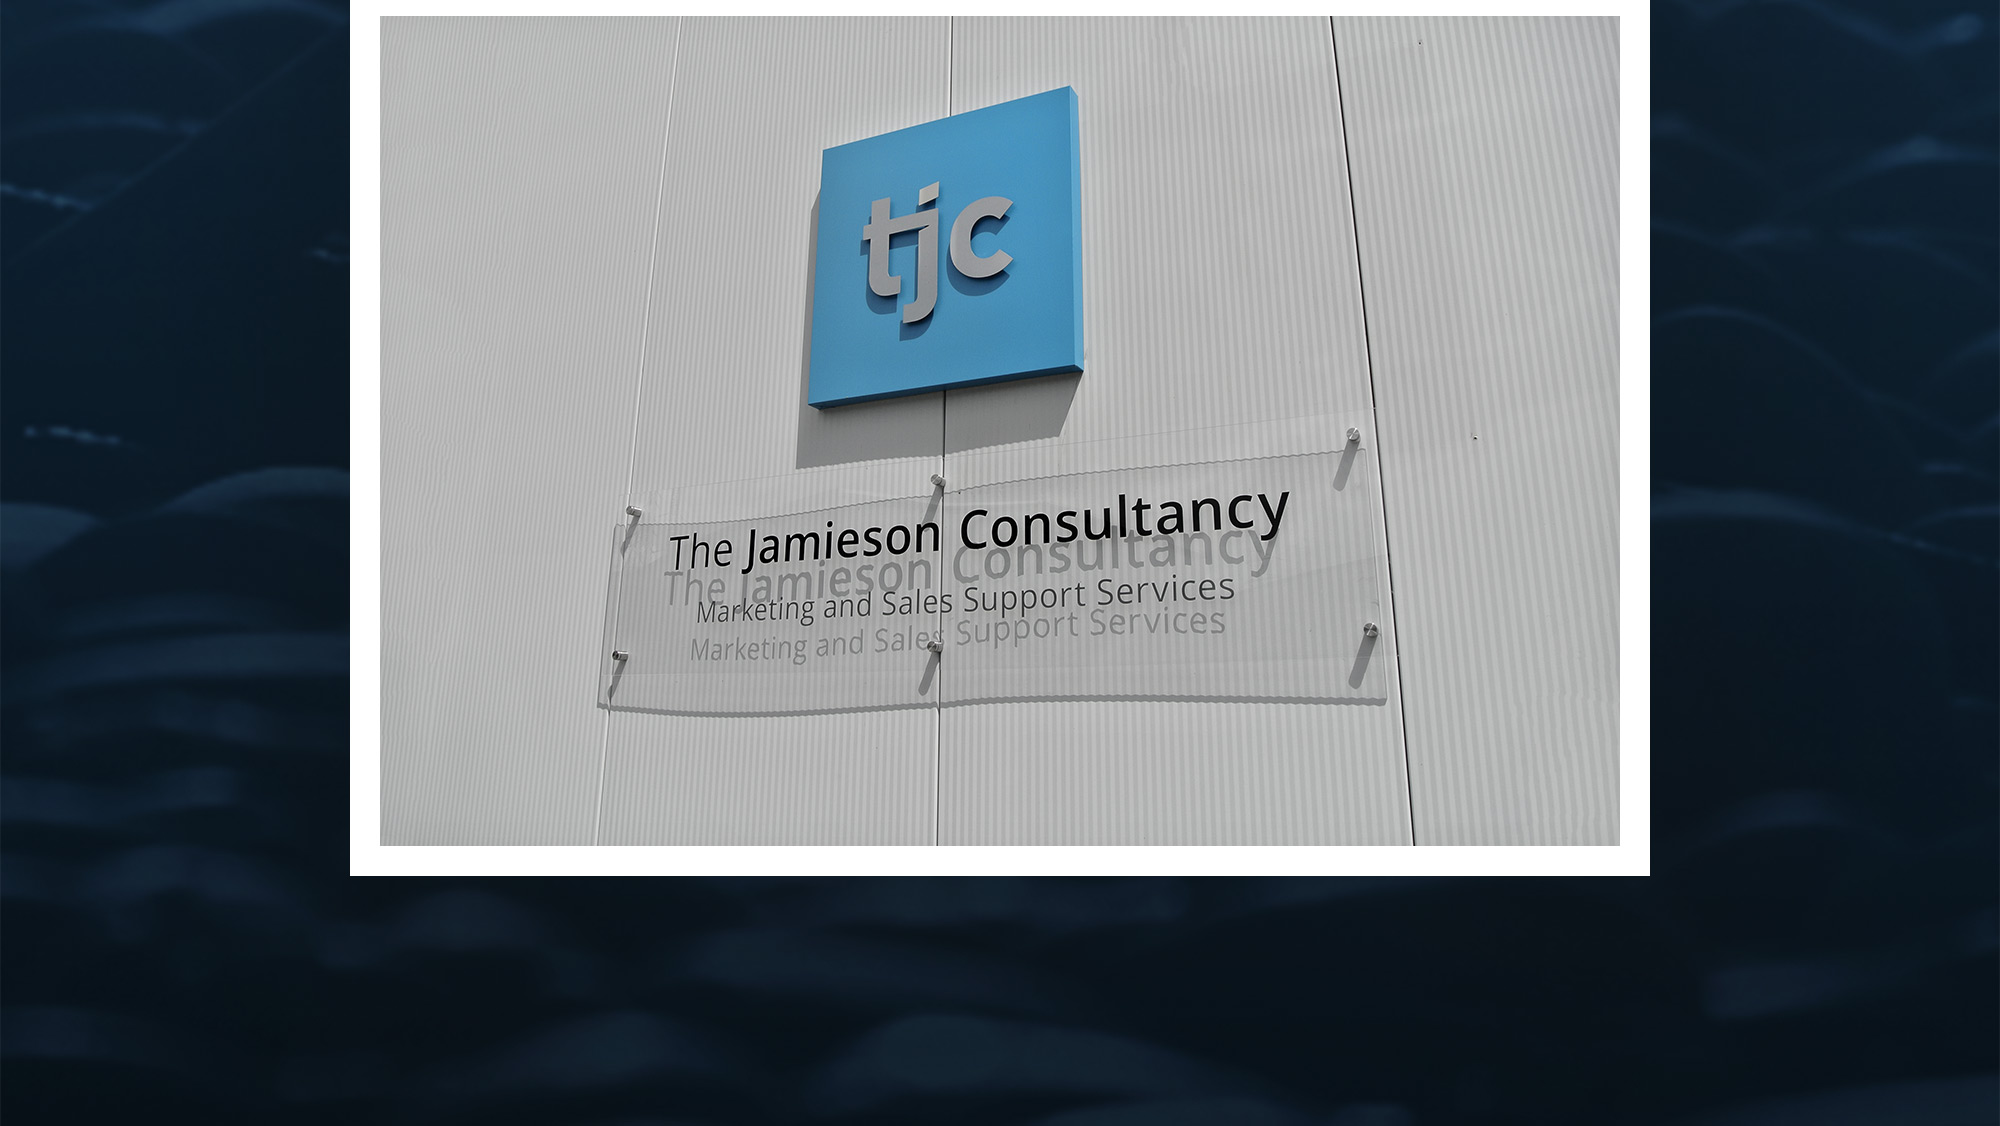 tjc
The Jamieson Consultancy
Marketing and Sales Support Services